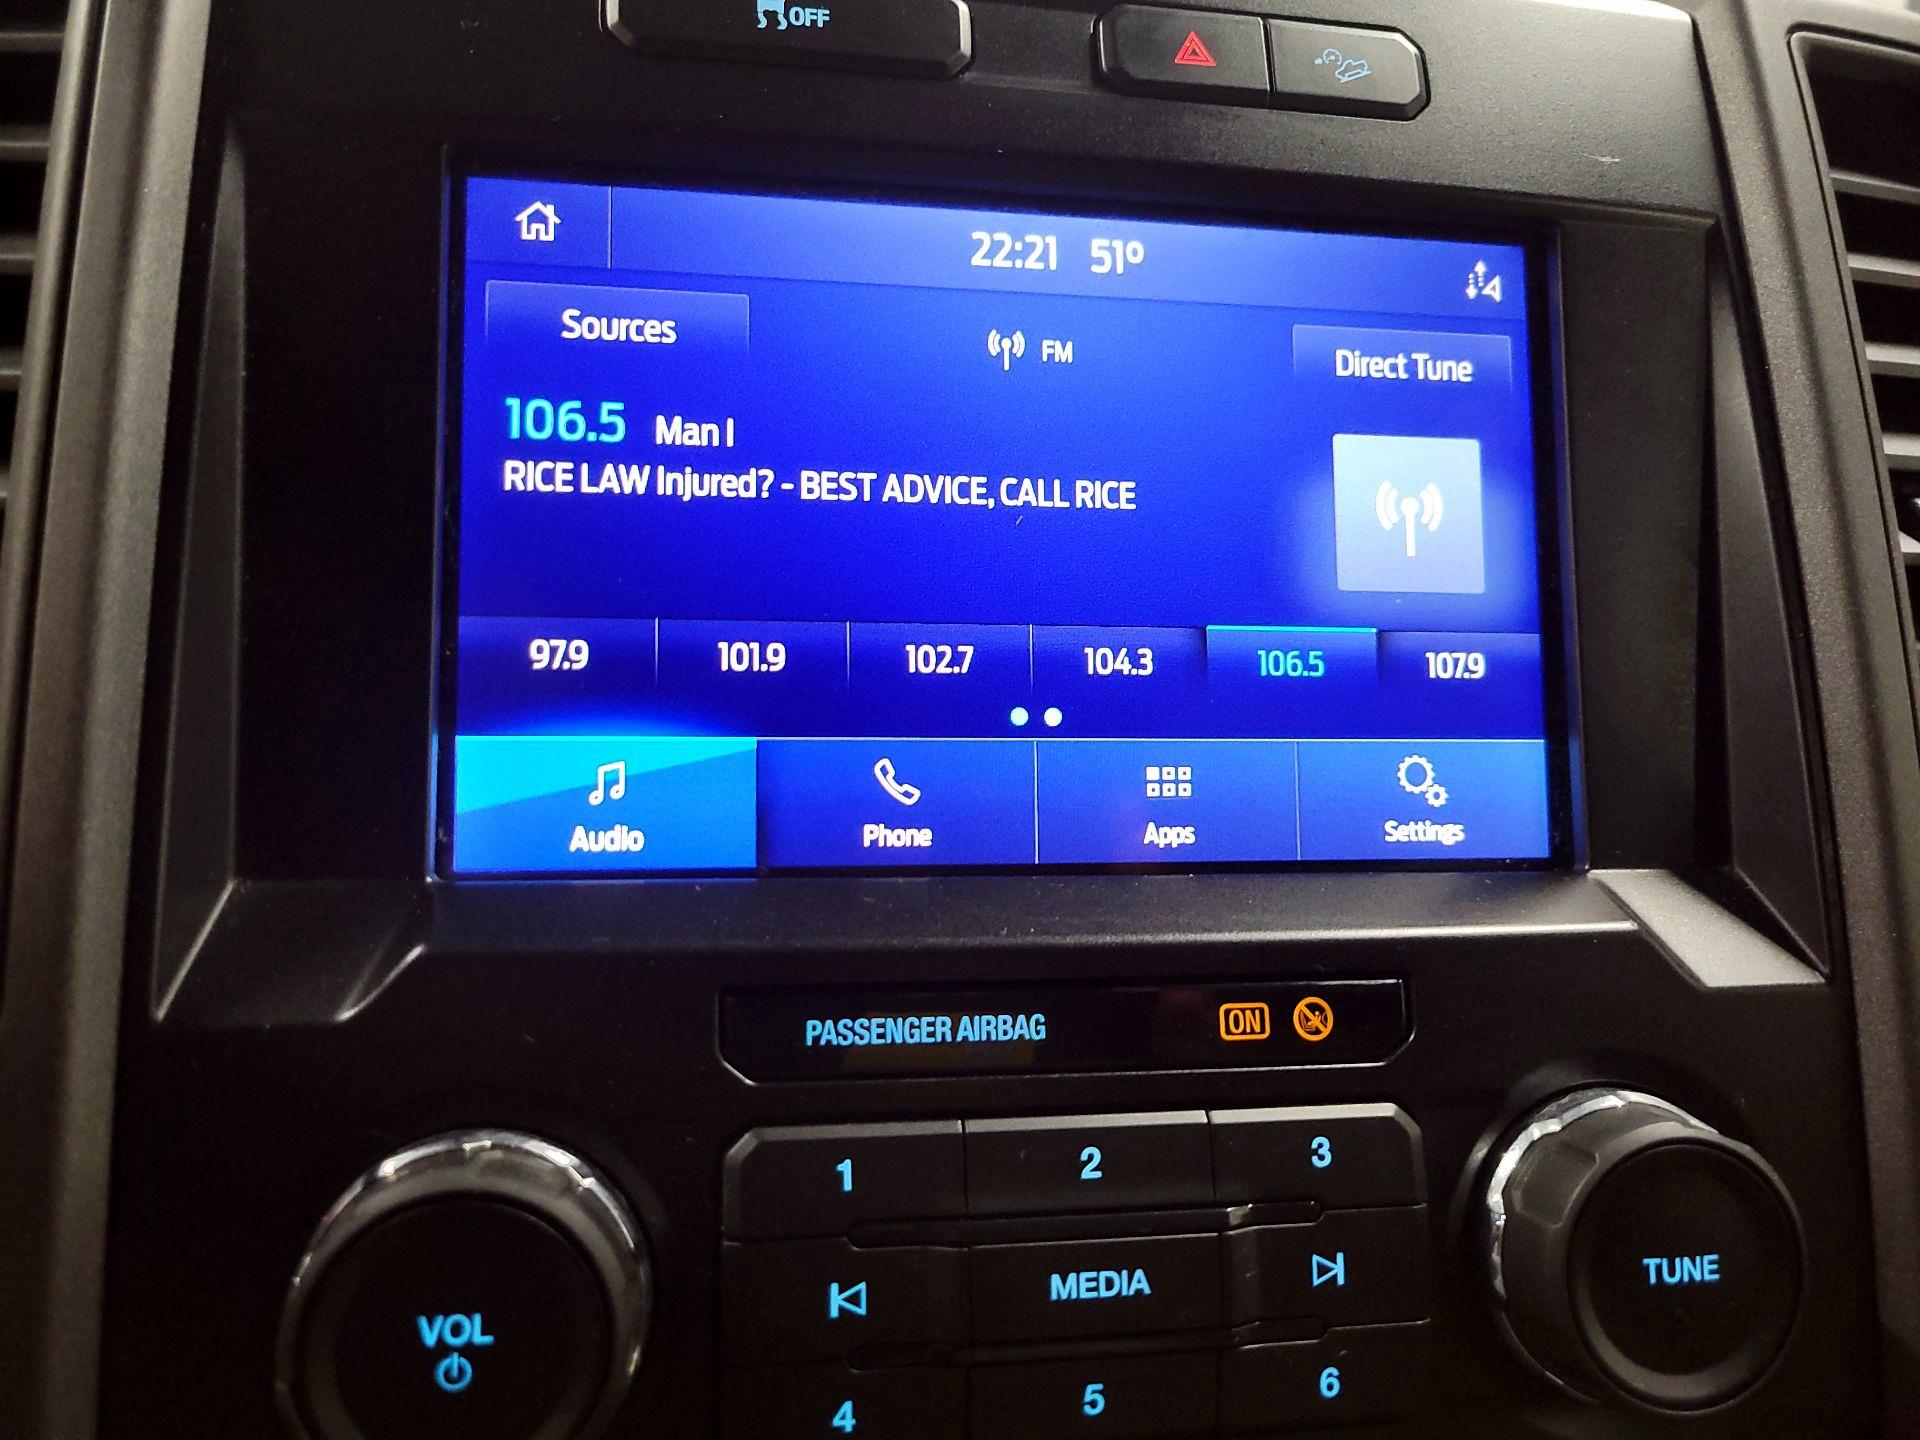 OFF
22:21 51°
Sources
FM
Direct Tune
106.5 Man I
RICE LAW Injured? - BEST ADVICE, CALL RICE
97.9 101.9 102.7 104.3 106.5 107.9
Audio Phone Apps Settings
PASSENGER AIRBAG ON
1 2 3
MEDIA
VOL
TUNE
4 5 6